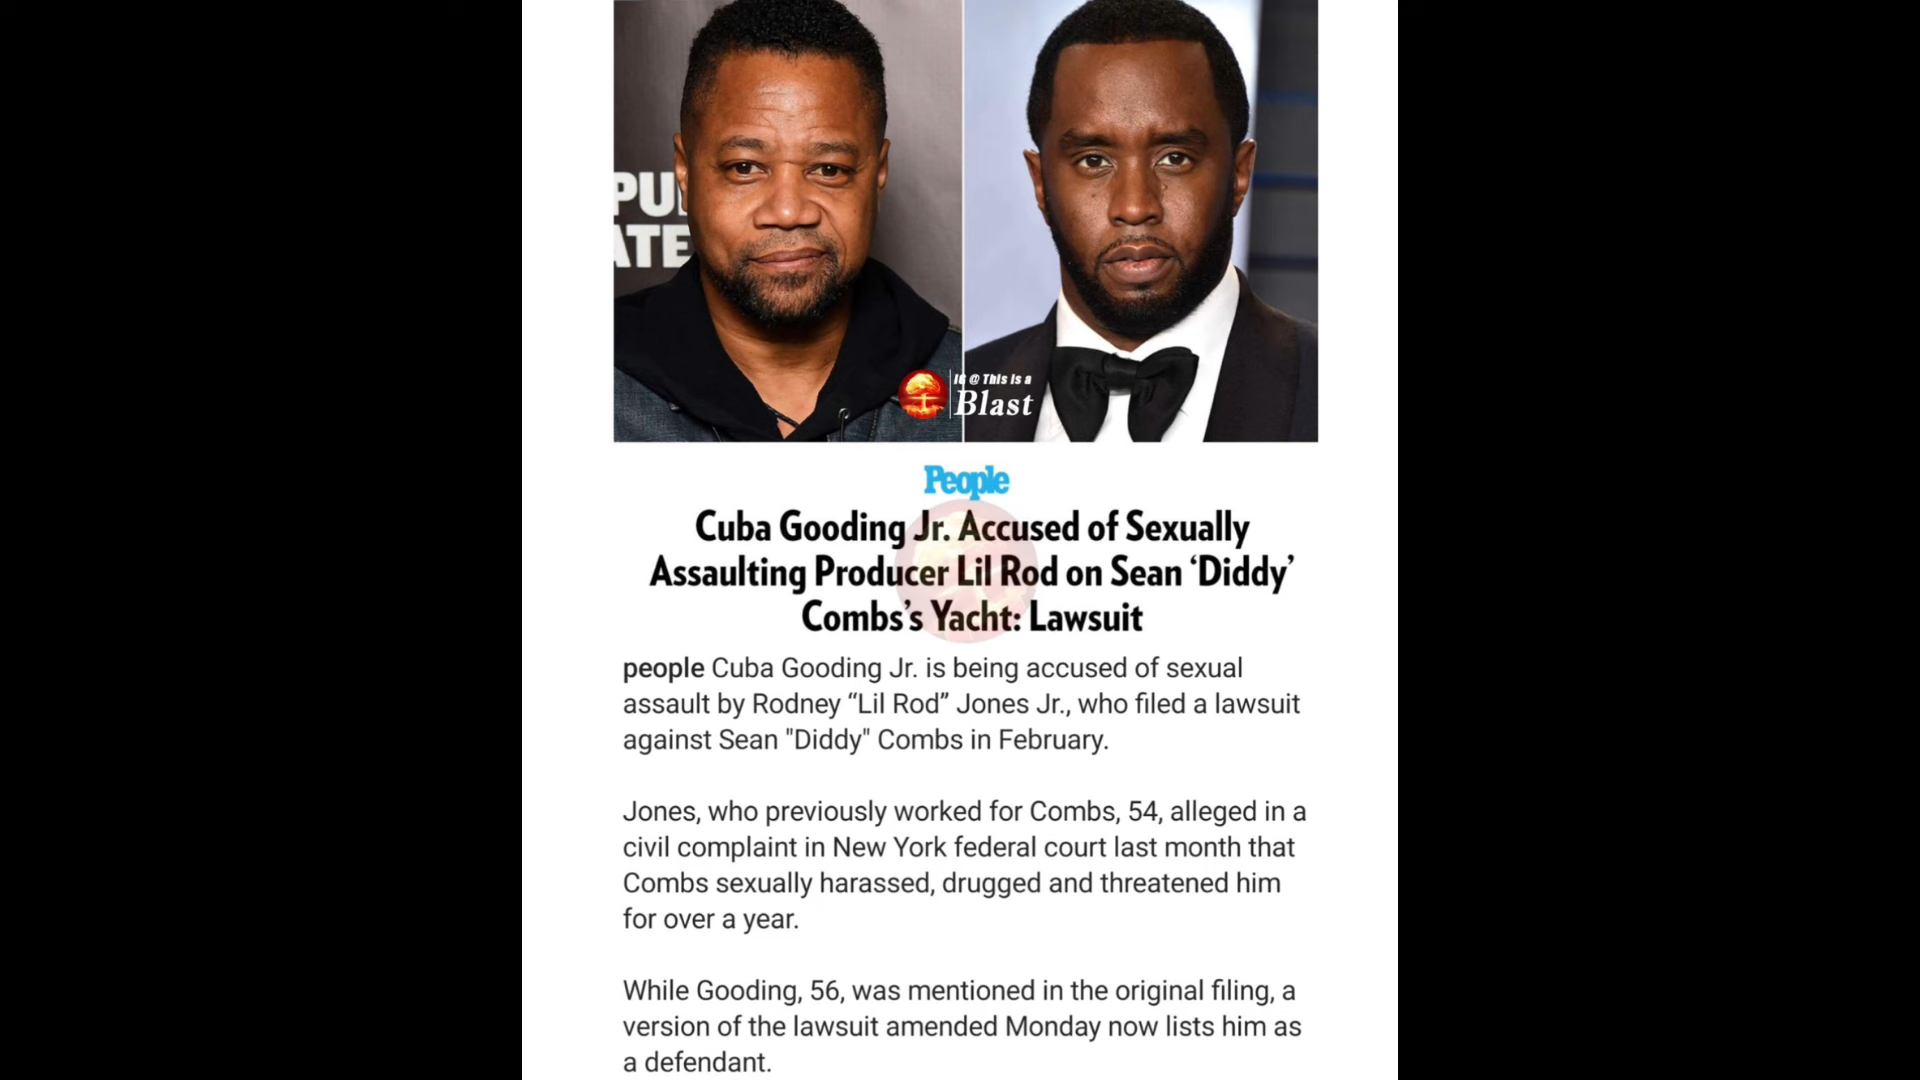 PU
ATE
IG @ This is a
Blast
People
Cuba Gooding Jr. Accused of Sexually
Assaulting Producer Lil Rod on Sean ‘Diddy’
Combs’s Yacht: Lawsuit
people Cuba Gooding Jr. is being accused of sexual
assault by Rodney “Lil Rod” Jones Jr., who filed a lawsuit
against Sean "Diddy" Combs in February.
Jones, who previously worked for Combs, 54, alleged in a
civil complaint in New York federal court last month that
Combs sexually harassed, drugged and threatened him
for over a year.
While Gooding, 56, was mentioned in the original filing, a
version of the lawsuit amended Monday now lists him as
a defendant.